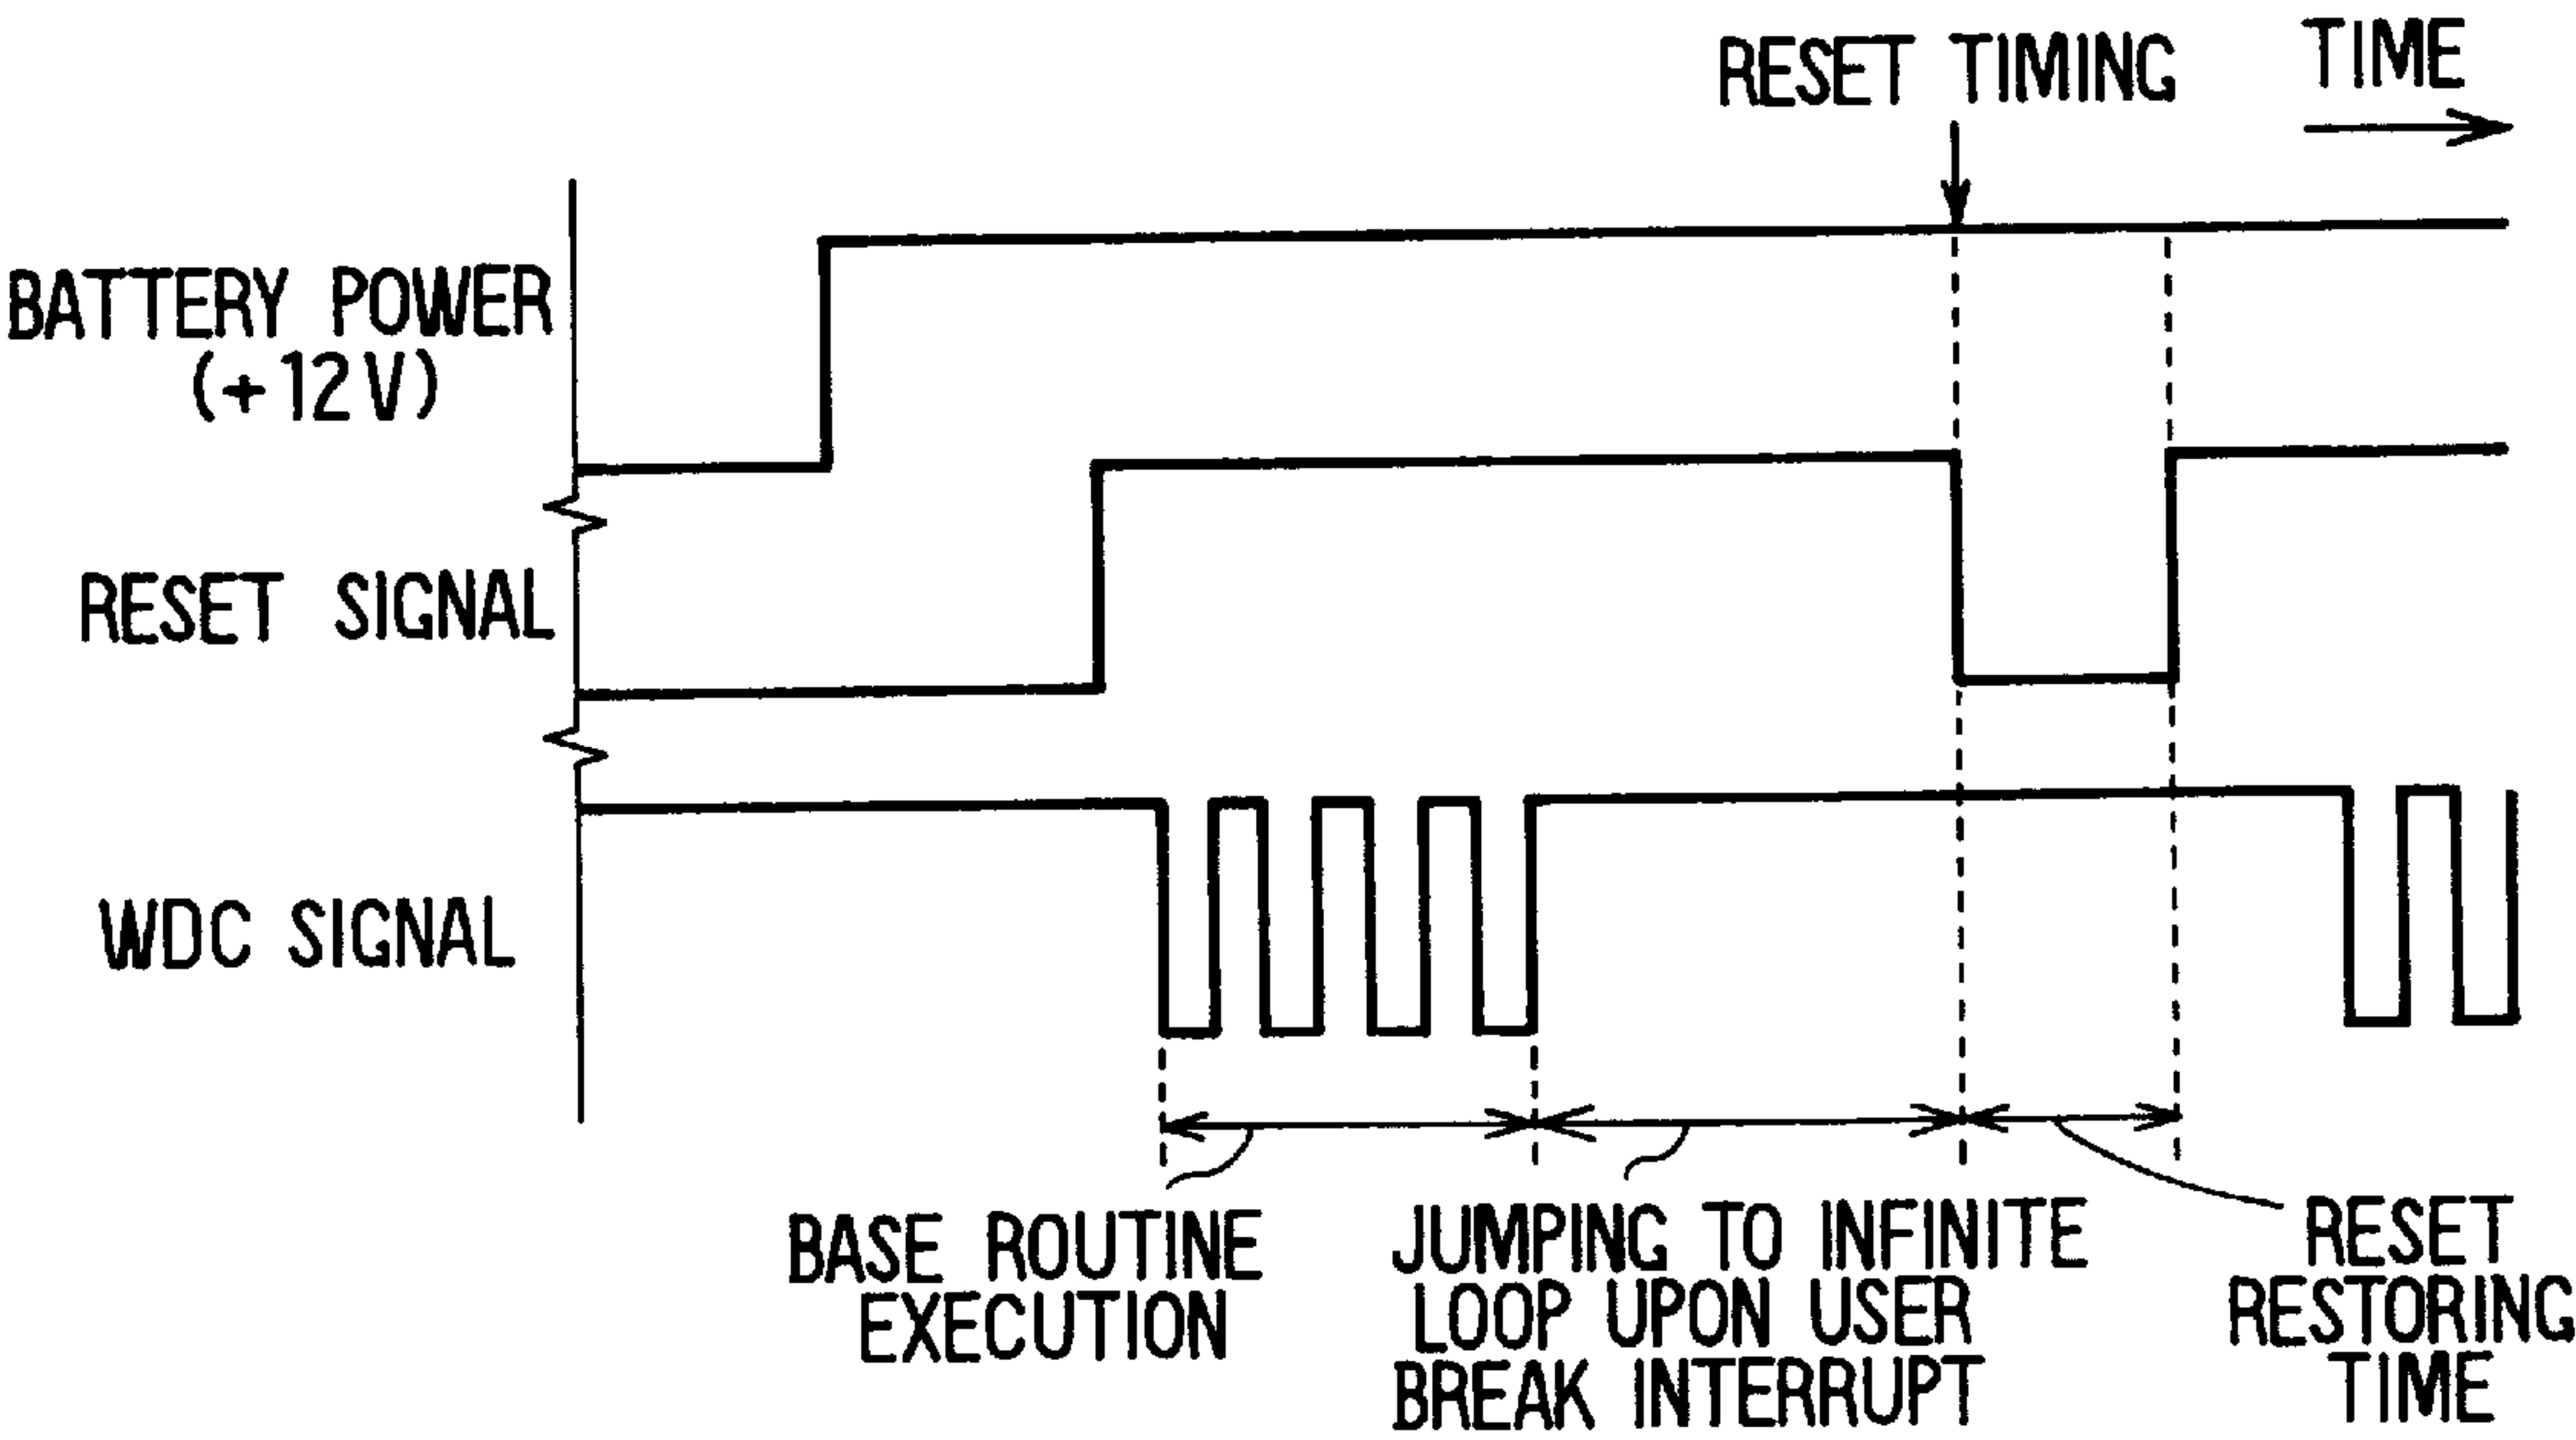 RESET TIMING
TIME
BATTERY POWER
(+12V)
RESET SIGNAL
WDC SIGNAL
BASE ROUTINE
EXECUTION
JUMPING TO INFINITE
LOOP UPON USER
BREAK INTERRUPT
RESET
RESTORING
TIME